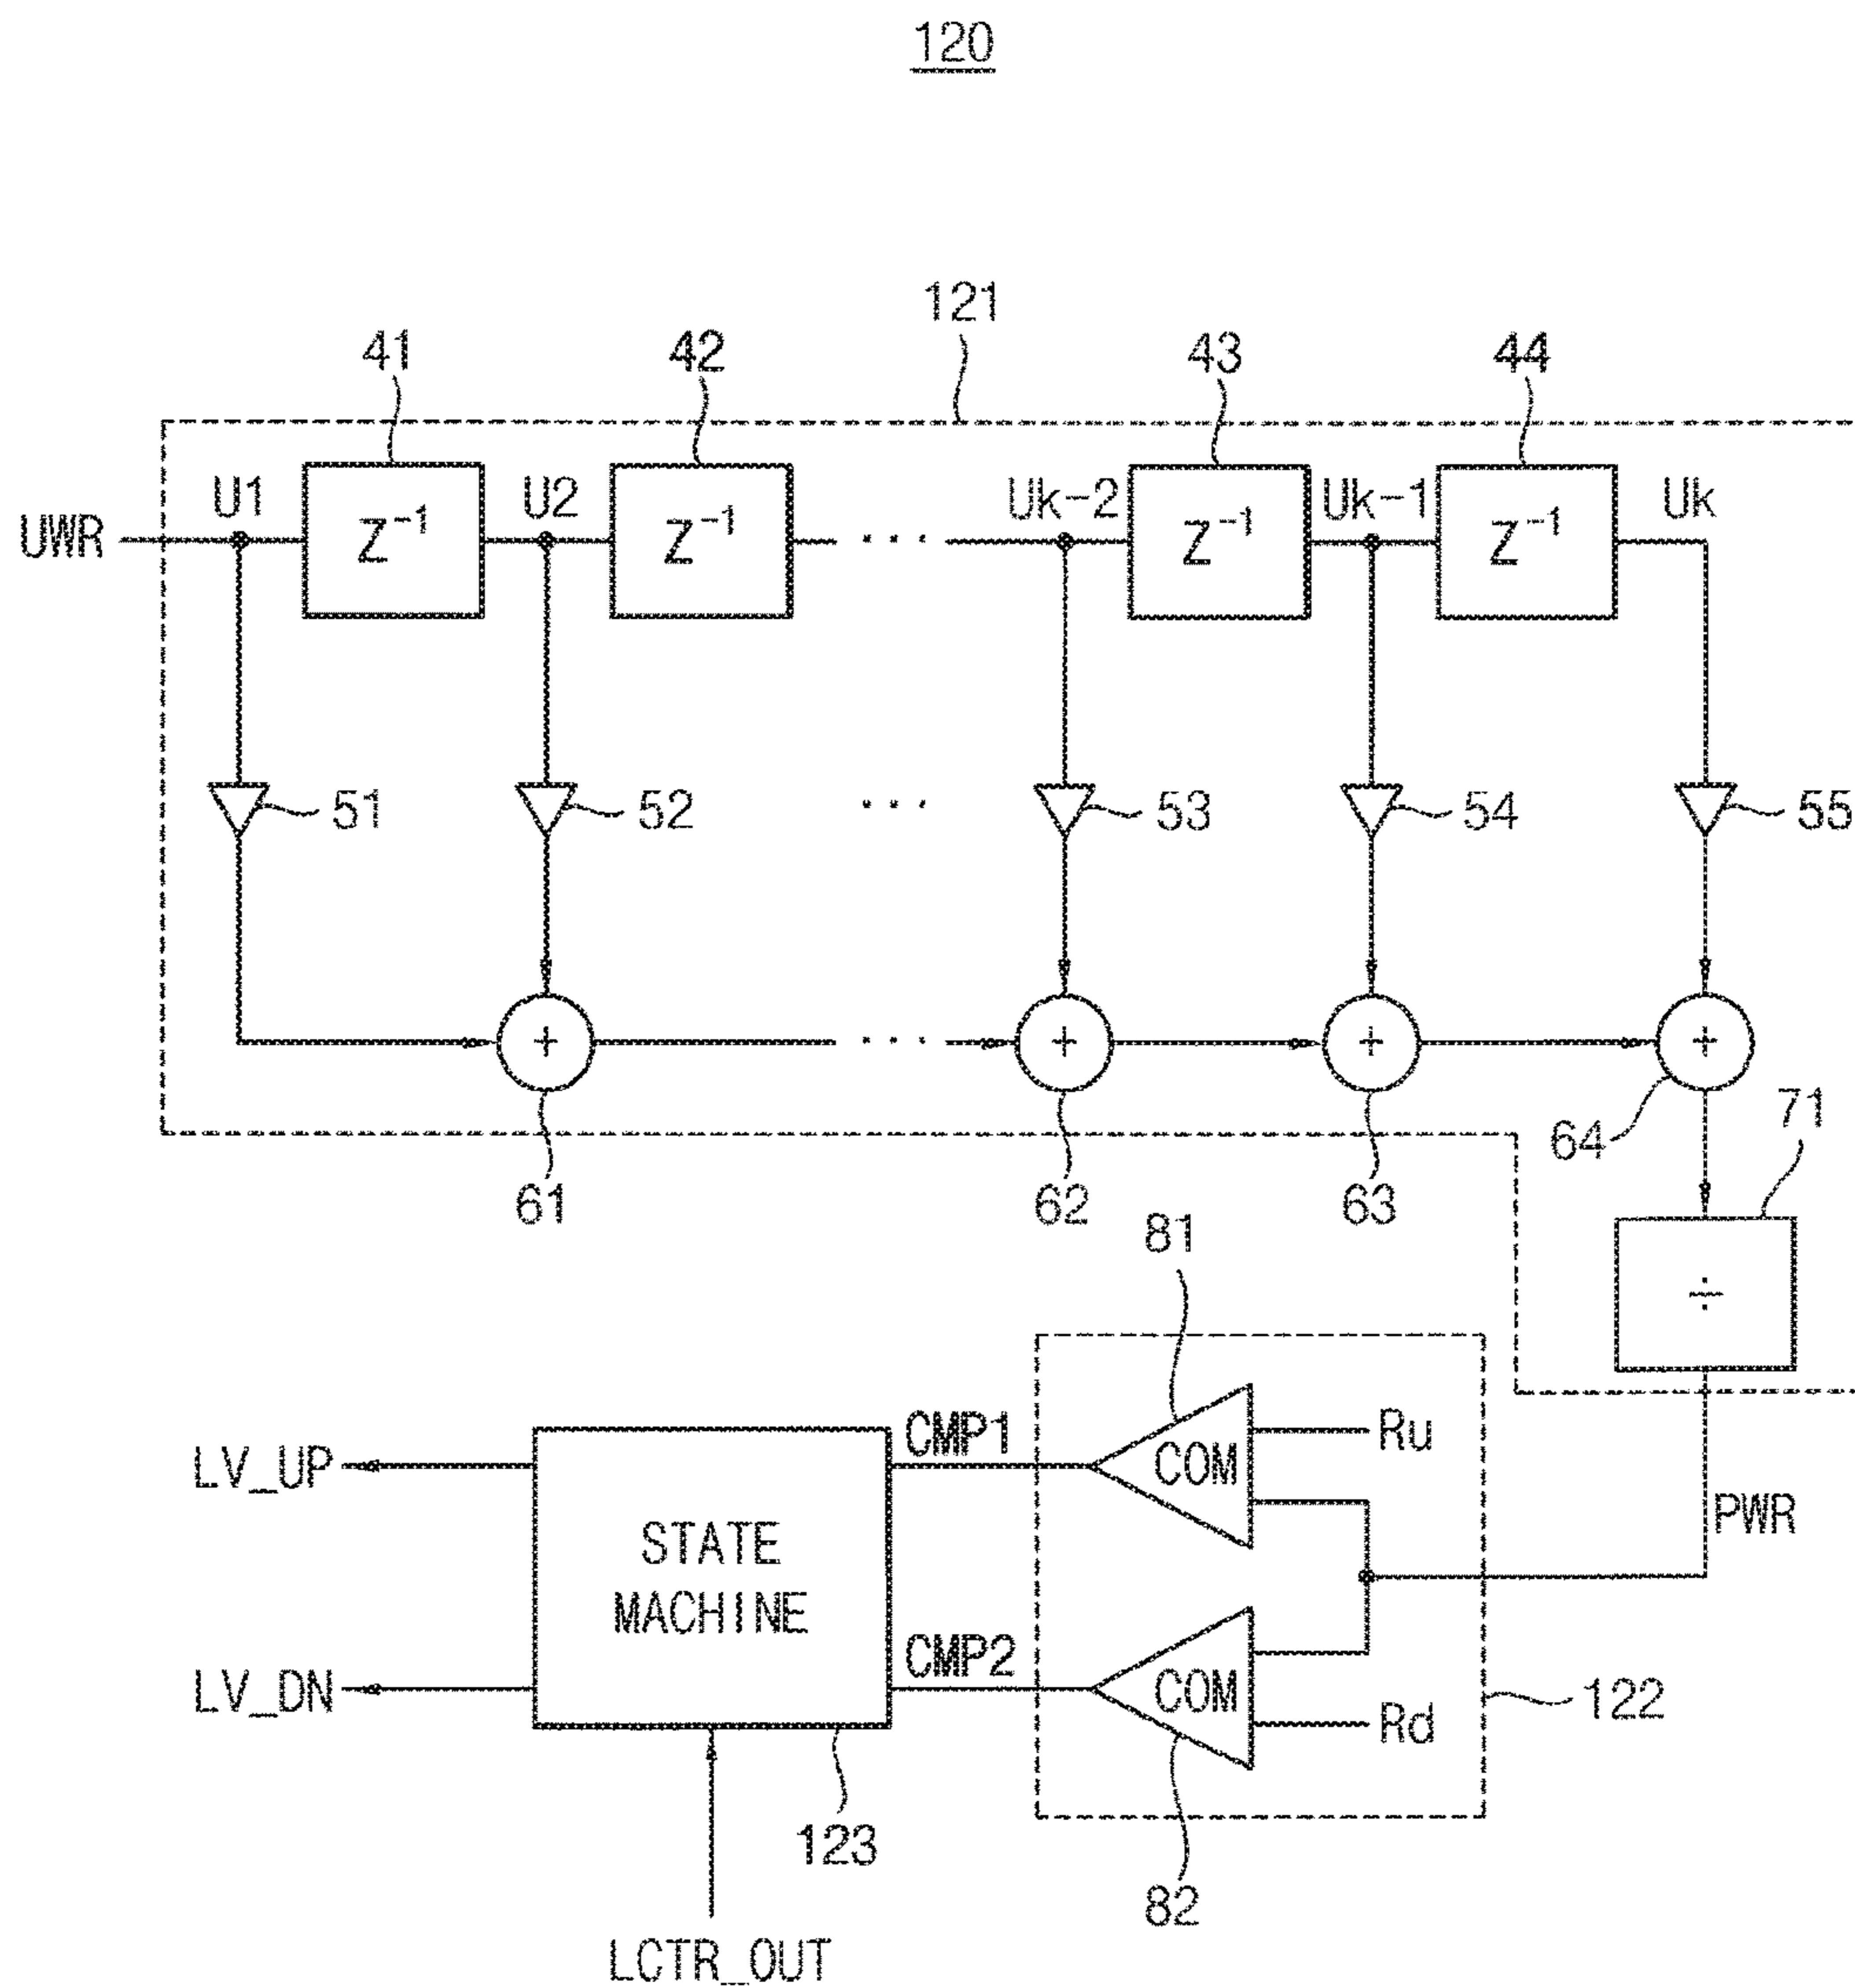 120
121
41 42 43 44
U1 U2 Uk-2 Uk-1 Uk
UWR Z⁻¹ Z⁻¹ ··· Z⁻¹ Z⁻¹
51 52 ··· 53 54 55
+ ··· + + +
61 62 63 64 71
÷
81
CMP1 COM Ru
LV_UP
PWR
STATE
MACHINE
CMP2 COM Rd
LV_DN
122
123
82
LCTR_OUT